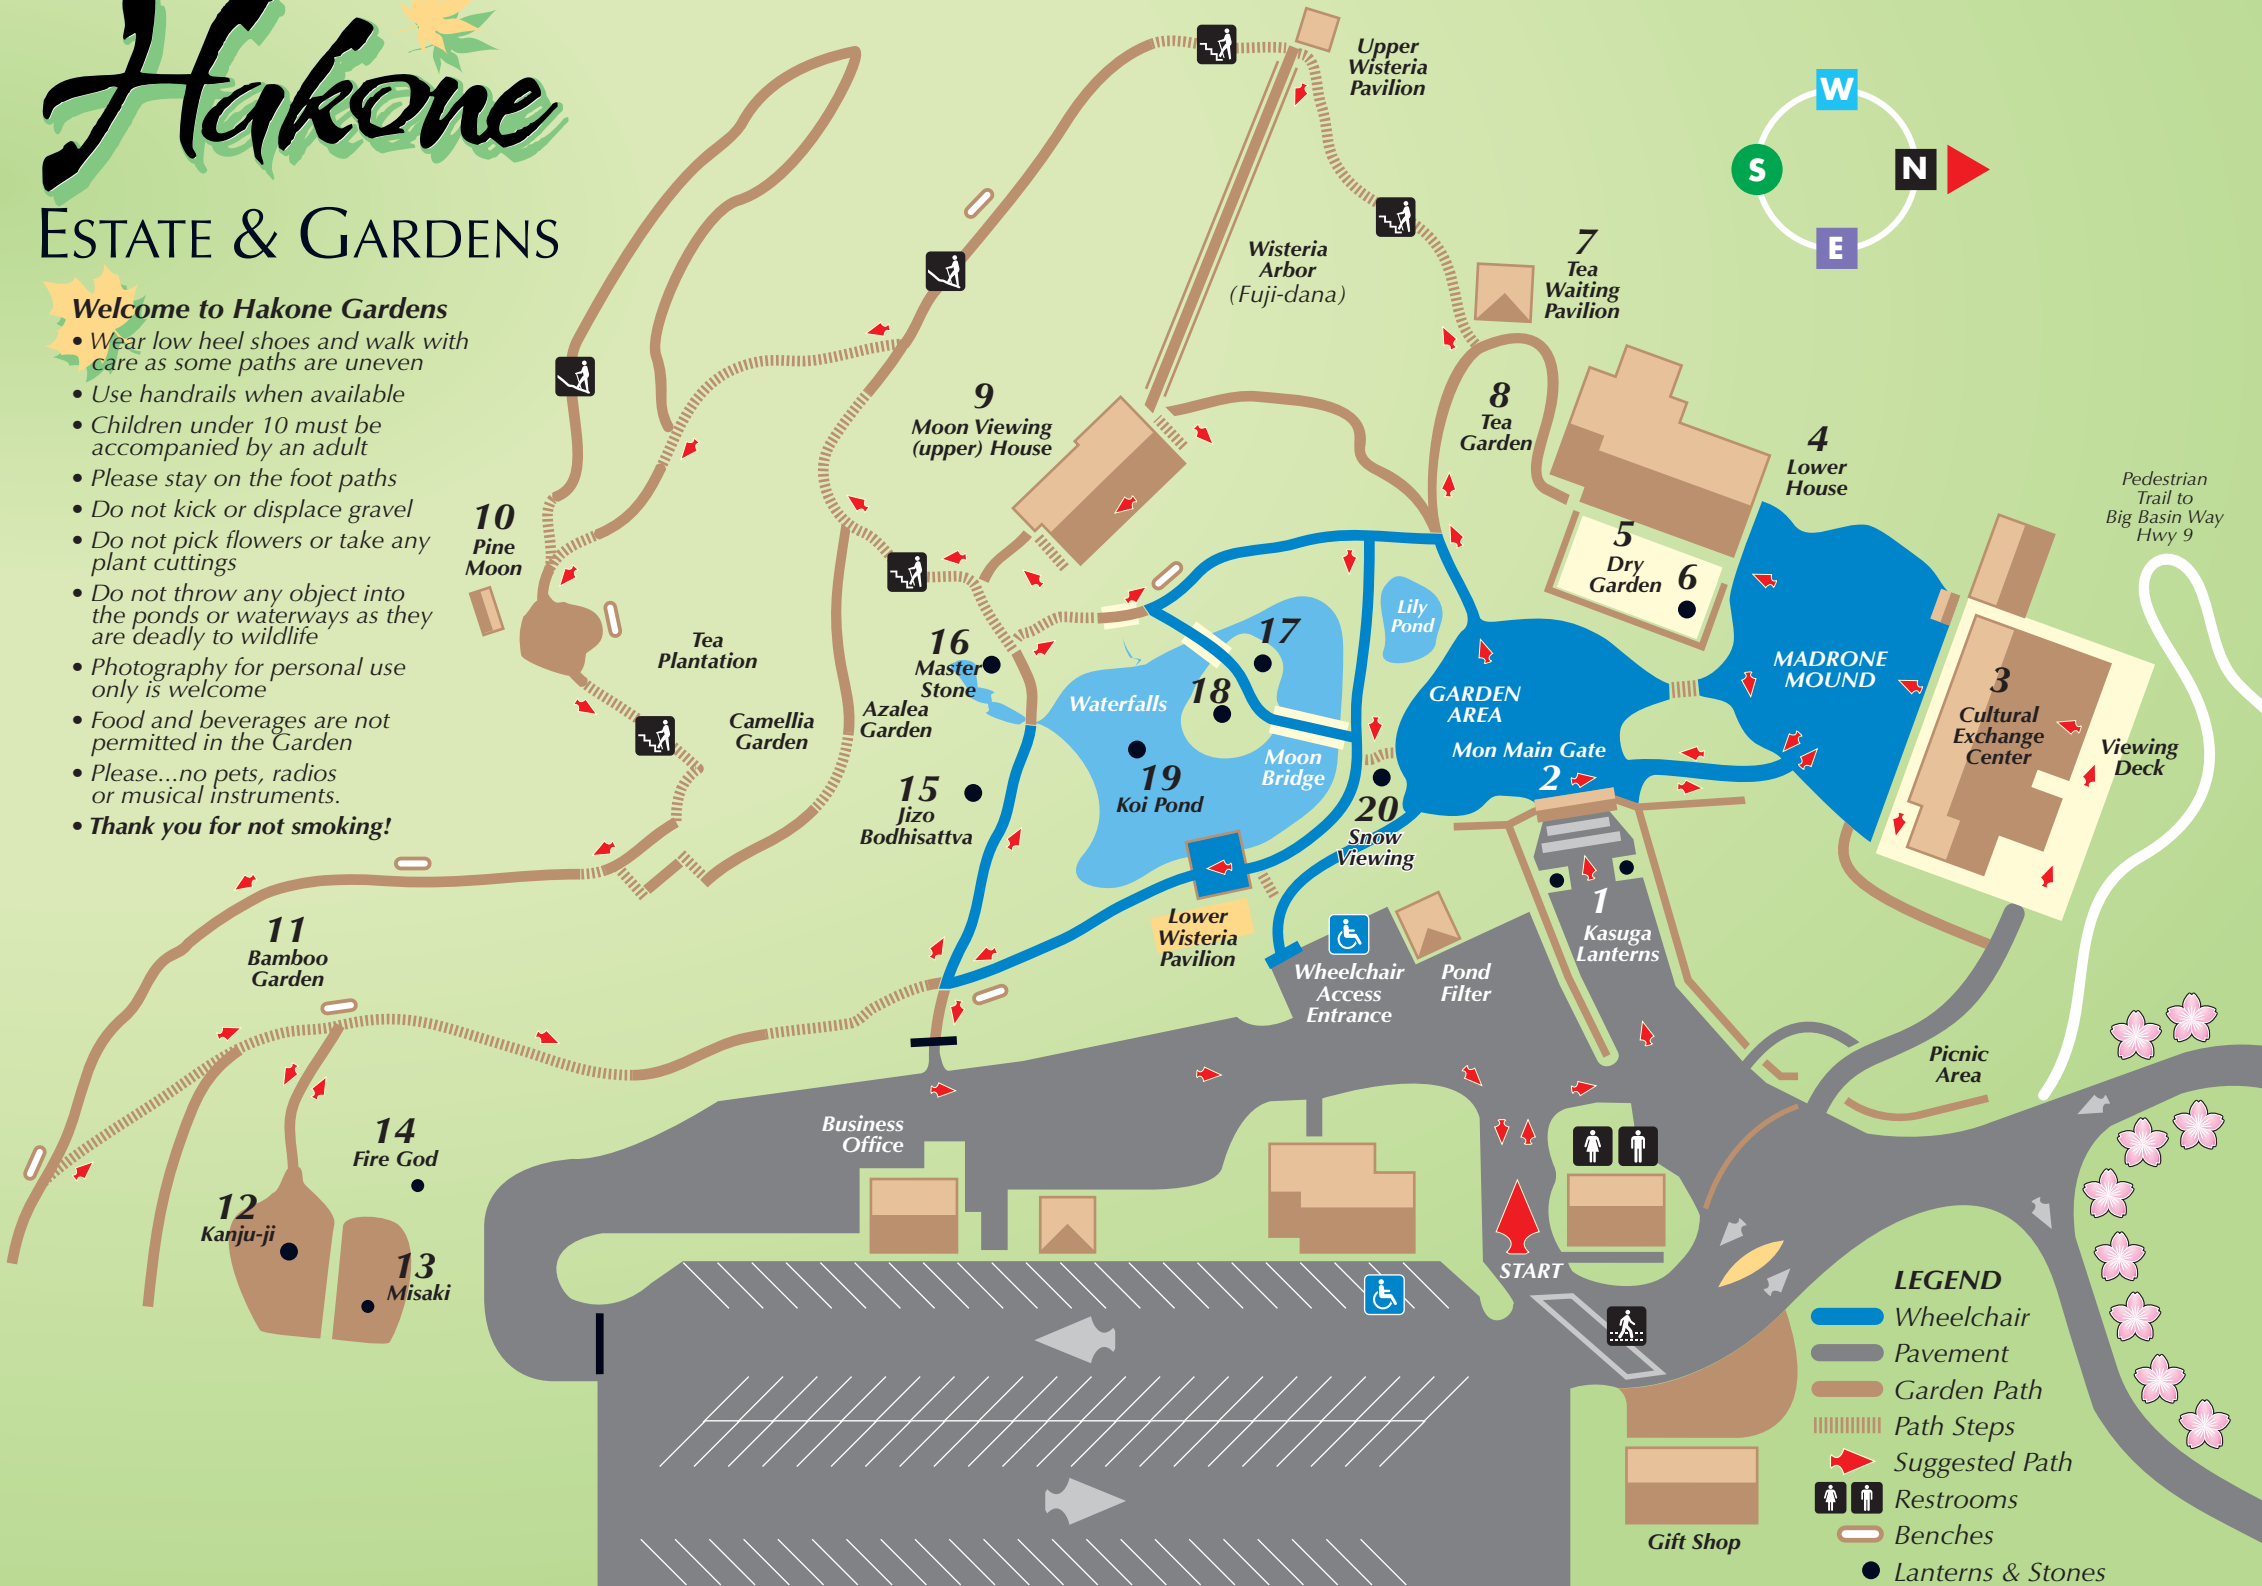 Hakone
ESTATE & GARDENS
Welcome to Hakone Gardens
• Wear low heel shoes and walk with
care as some paths are uneven
• Use handrails when available
• Children under 10 must be
accompanied by an adult
• Please stay on the foot paths
• Do not kick or displace gravel
• Do not pick flowers or take any
plant cuttings
• Do not throw any object into
the ponds or waterways as they
are deadly to wildlife
• Photography for personal use
only is welcome
• Food and beverages are not
permitted in the Garden
• Please...no pets, radios
or musical instruments.
• Thank you for not smoking!
Upper
Wisteria
Pavilion
W
S
N
E
Wisteria
Arbor
(Fuji-dana)
7
Tea
Waiting
Pavilion
8
Tea
Garden
9
Moon Viewing
(upper) House
4
Lower
House
Pedestrian
Trail to
Big Basin Way
Hwy 9
10
Pine
Moon
5
Dry
Garden
6
Lily
Pond
Tea
Plantation
16
Master
Stone
17
18
Waterfalls
MADRONE
MOUND
3
Cultural
Exchange
Center
Viewing
Deck
GARDEN
AREA
Camellia
Garden
Azalea
Garden
Mon Main Gate
2
Moon
Bridge
19
Koi Pond
15
Jizo
Bodhisattva
20
Snow
Viewing
1
Kasuga
Lanterns
11
Bamboo
Garden
Lower
Wisteria
Pavilion
Wheelchair
Access
Entrance
Pond
Filter
Picnic
Area
Business
Office
14
Fire God
12
Kanju-ji
13
Misaki
START
Gift Shop
LEGEND
Wheelchair
Pavement
Garden Path
Path Steps
Suggested Path
Restrooms
Benches
Lanterns & Stones